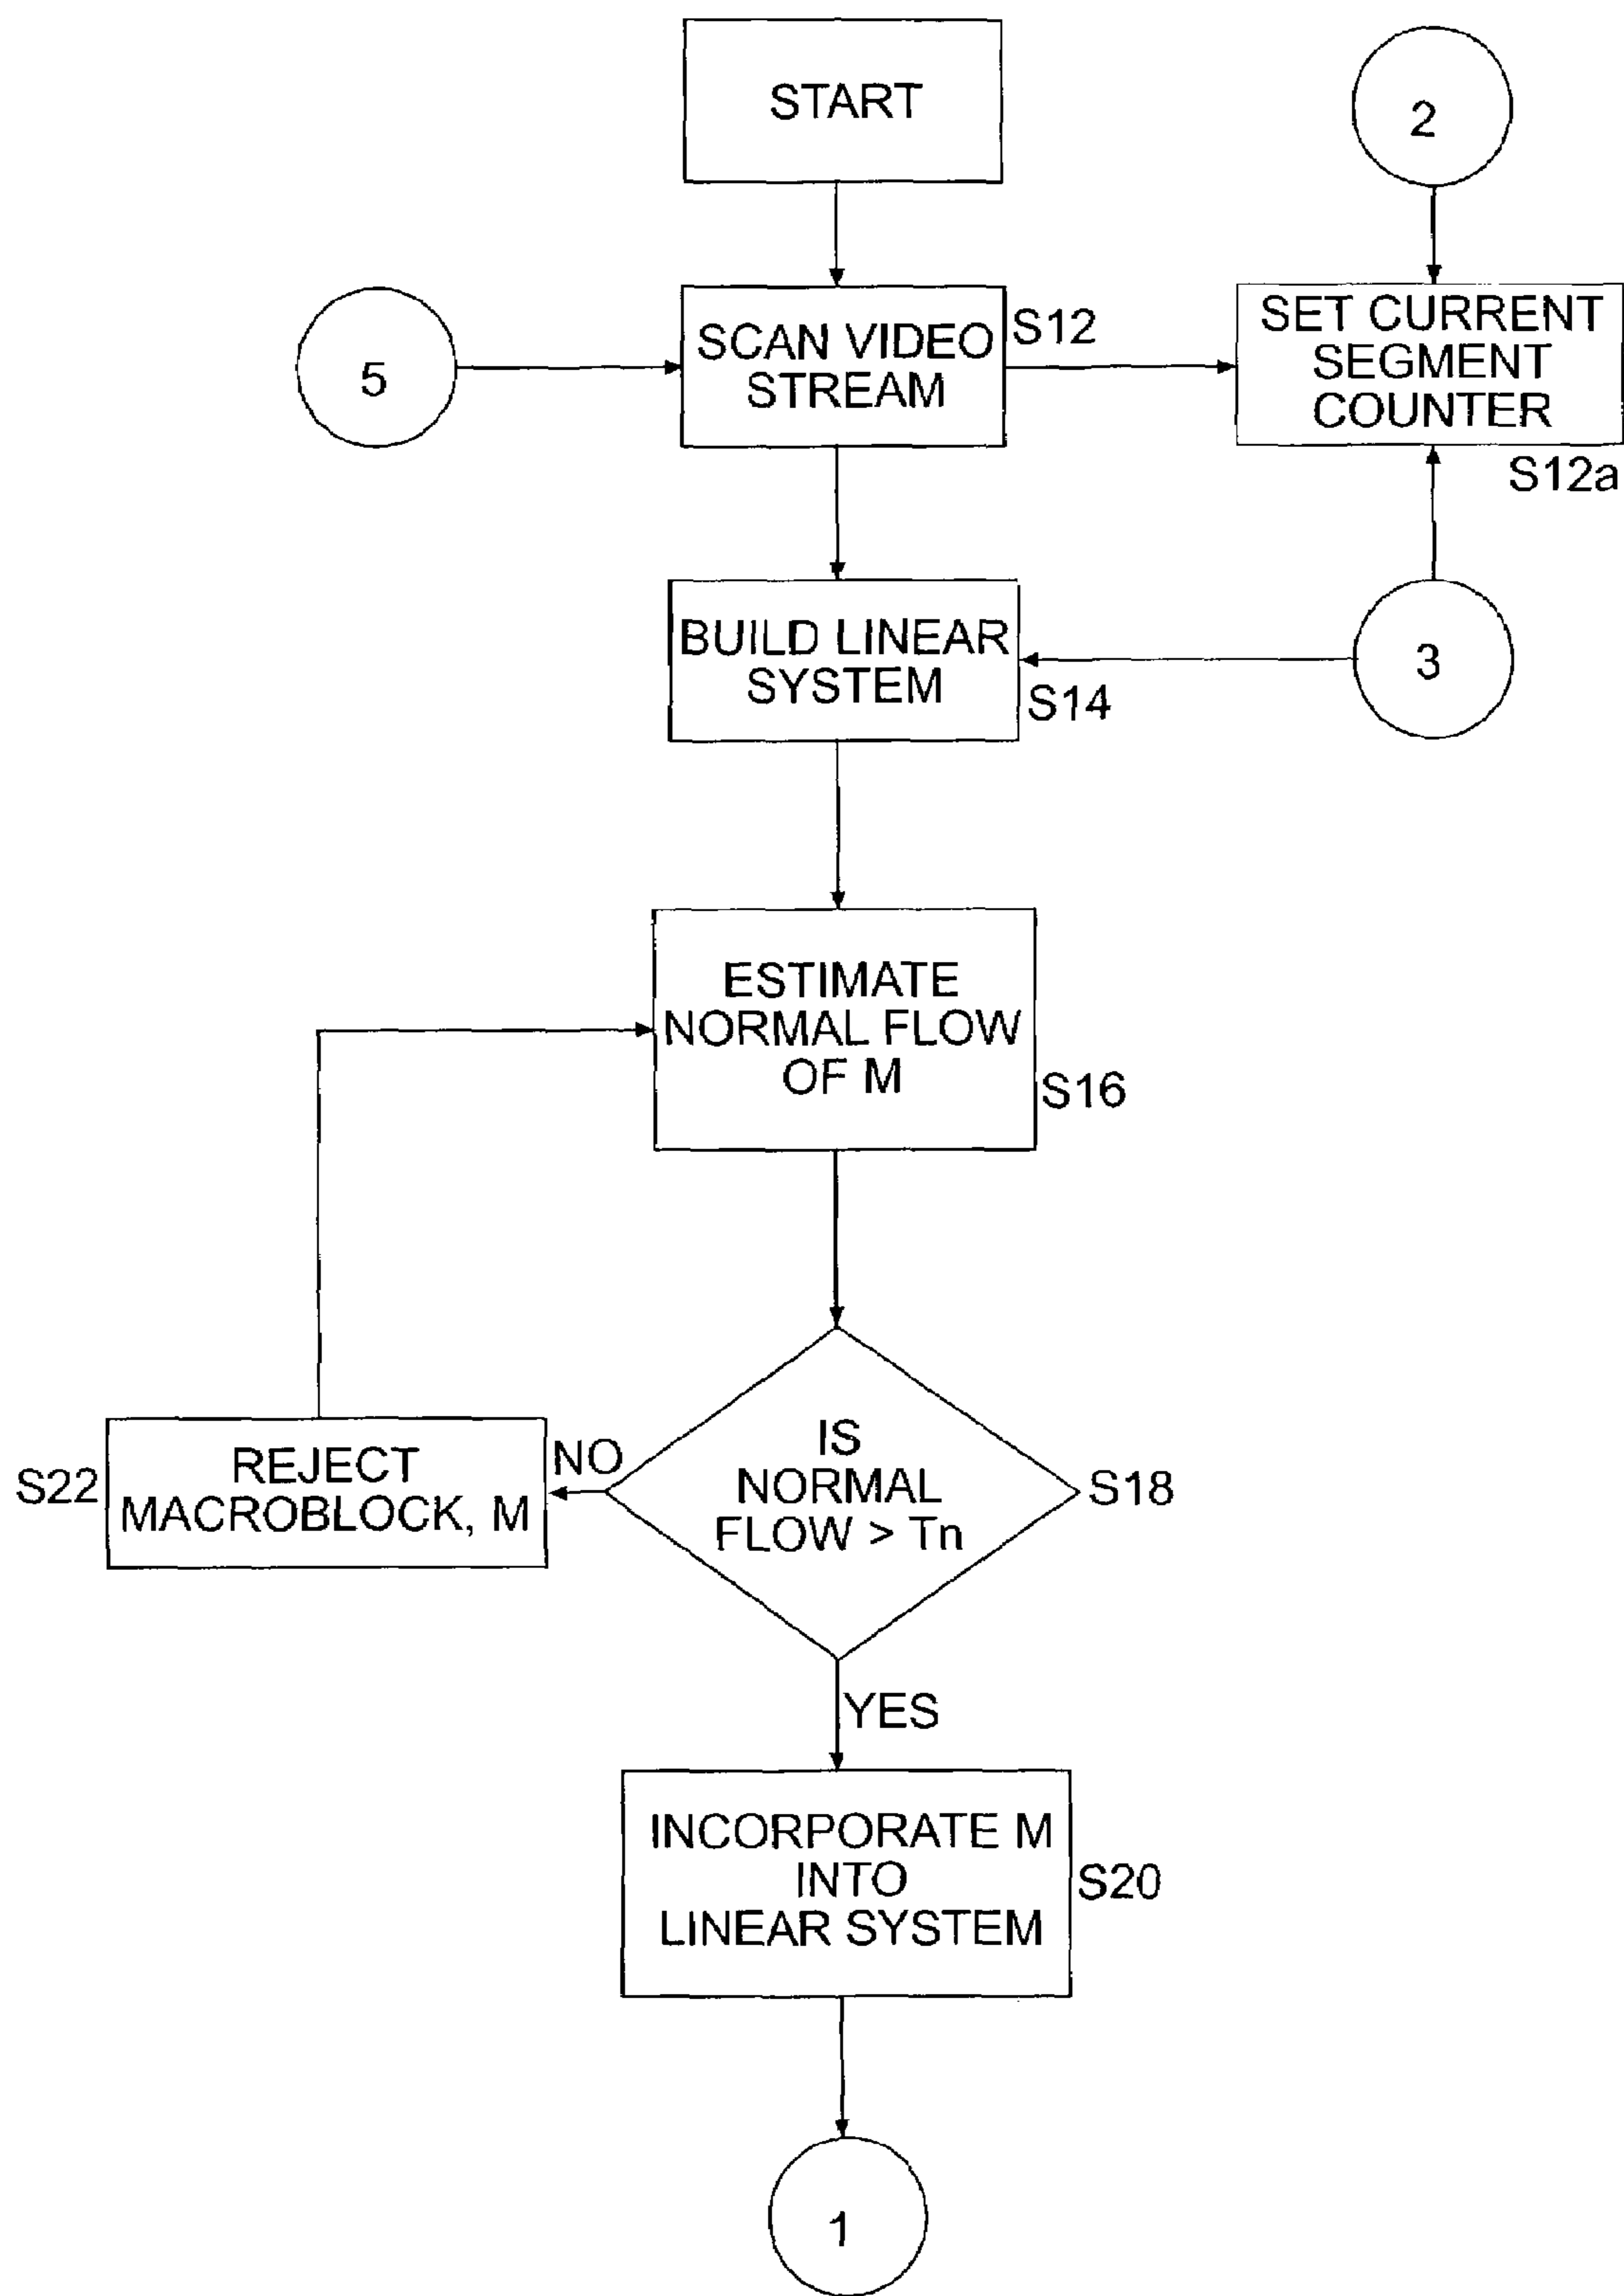 START
2
5
SCAN VIDEO
STREAM
S12
SET CURRENT
SEGMENT
COUNTER
S12a
BUILD LINEAR
SYSTEM
S14
3
ESTIMATE
NORMAL FLOW
OF M
S16
S22
REJECT
MACROBLOCK, M
NO
IS
NORMAL
FLOW > Tn
S18
YES
INCORPORATE M
INTO
LINEAR SYSTEM
S20
1